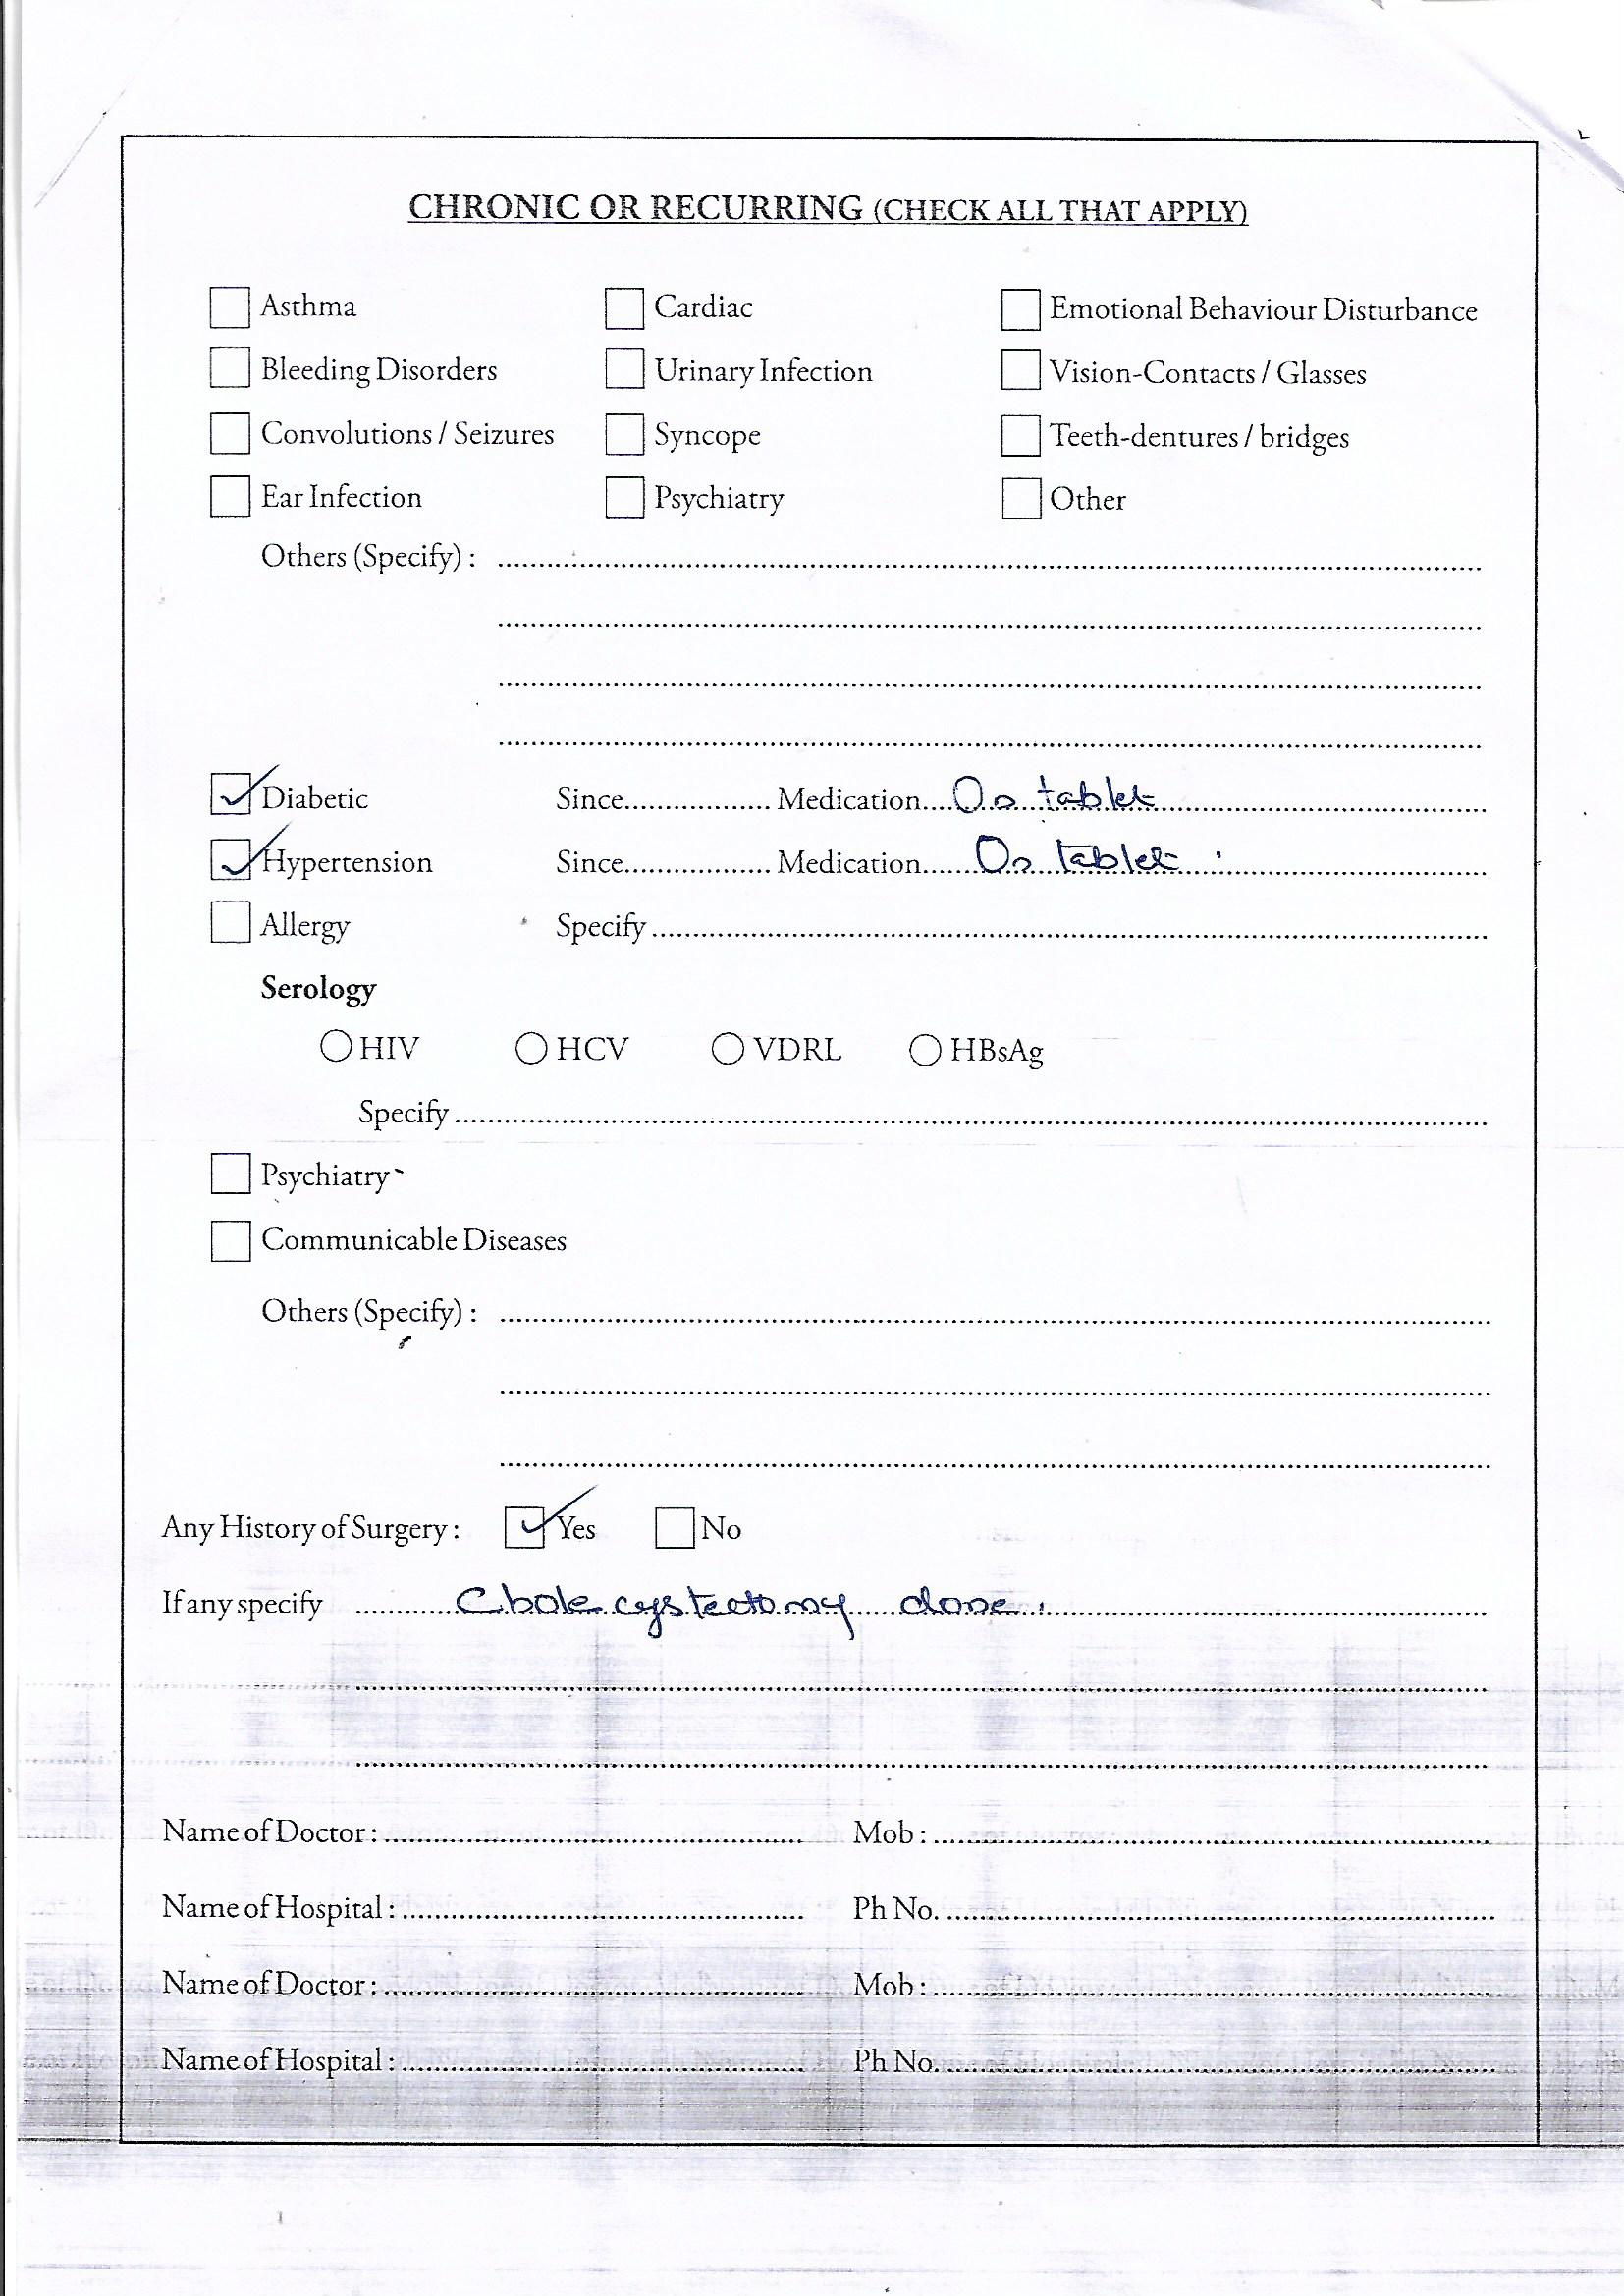 CHRONIC OR RECURRING (CHECK ALL THAT APPLY)
Asthma Cardiac Emotional Behaviour Disturbance
Bleeding Disorders Urinary Infection Vision-Contacts / Glasses
Convolutions / Seizures Syncope Teeth-dentures / bridges
Ear Infection Psychiatry Other
Others (Specify) :
Diabetic Since Medication On tablet
Hypertension Since Medication On tablet
Allergy Specify
Serology
HIV HCV VDRL HBsAg
Specify
Psychiatry
Communicable Diseases
Others (Specify) :
Any History of Surgery : Yes No
If any specify Cholecystectomy done.
Name of Doctor : Mob :
Name of Hospital : Ph No.
Name of Doctor : Mob :
Name of Hospital : Ph No.